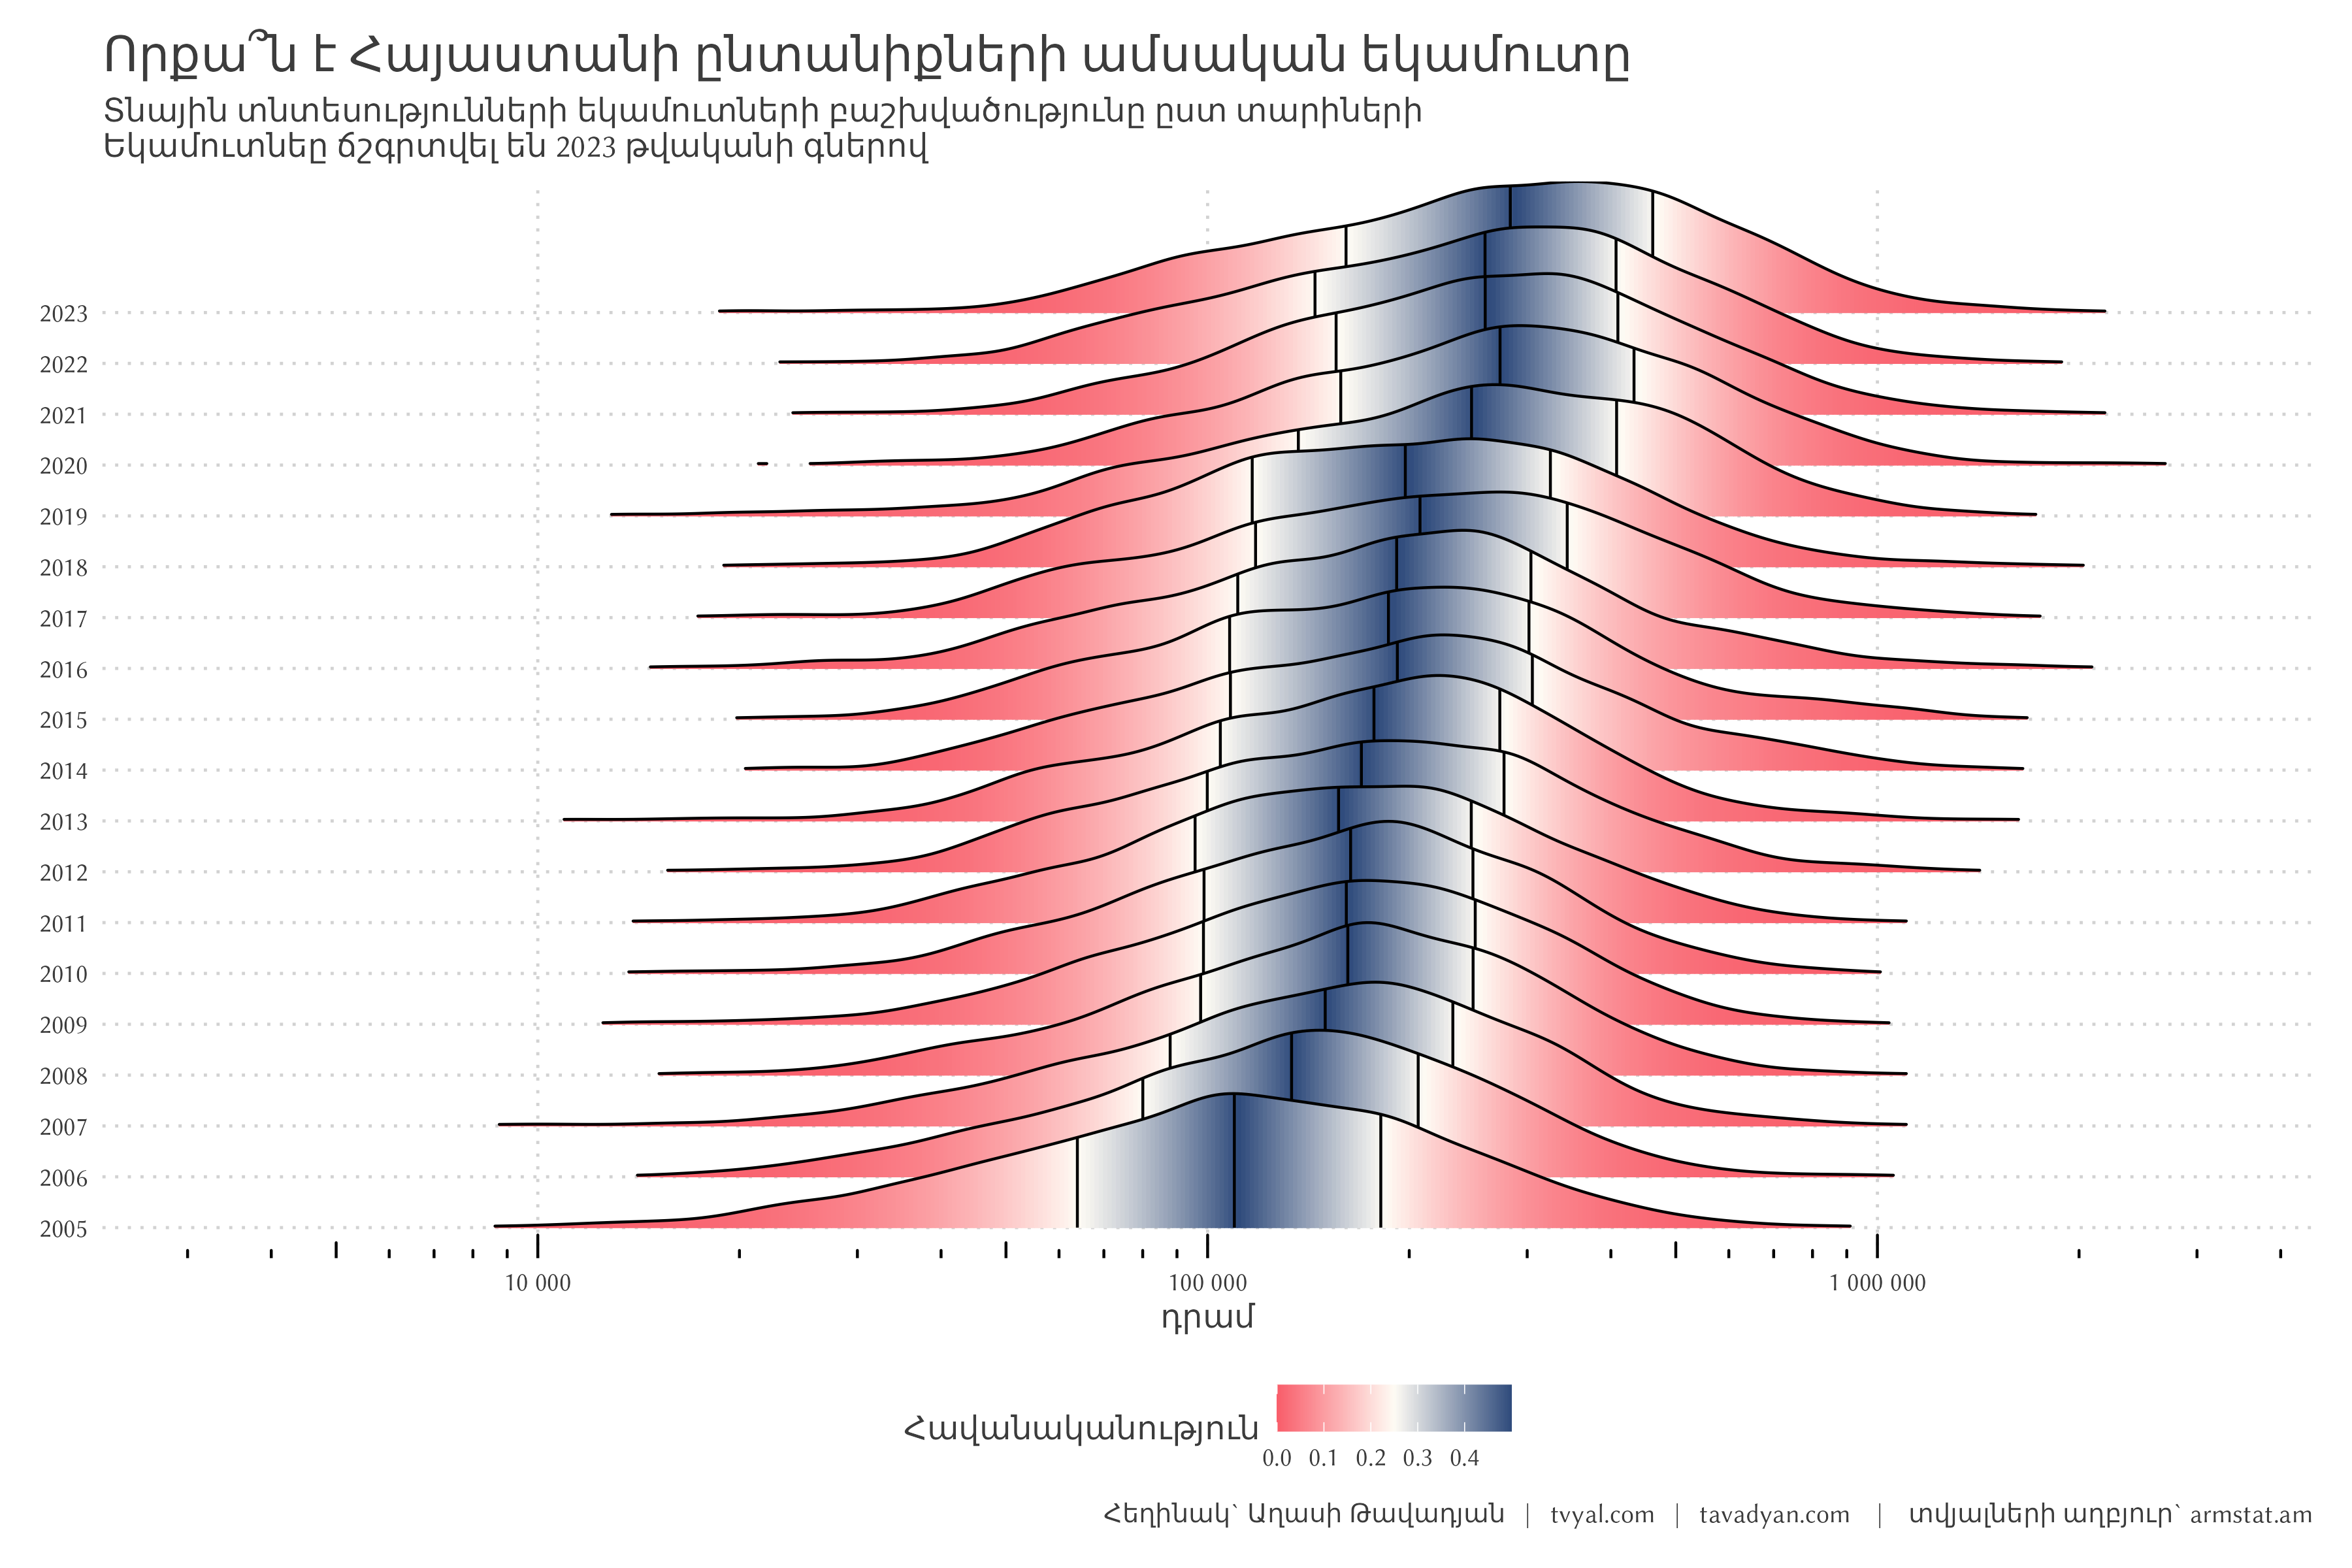 Որքա՞ն է Հայաստանի ընտանիքների ամսական եկամուտը
Տնային տնտեսությունների եկամուտների բաշխվածությունը ըստ տարիների
Եկամուտնեը ճշգրտվել են 2023 թվականի գներով
2023
2022
2021
2020
2019
2018
2017
2016
2015
2014
2013
2012
2011
2010
2009
2008
2007
2006
2005
10 000 100 000 1 000 000
դրամ
Հավանականություն
0.0 0.1 0.2 0.3 0.4
Հեղինակ` Աղասի Թավադյան | tvyal.com | tavadyan.com | տվյալների աղբյուր` armstat.am